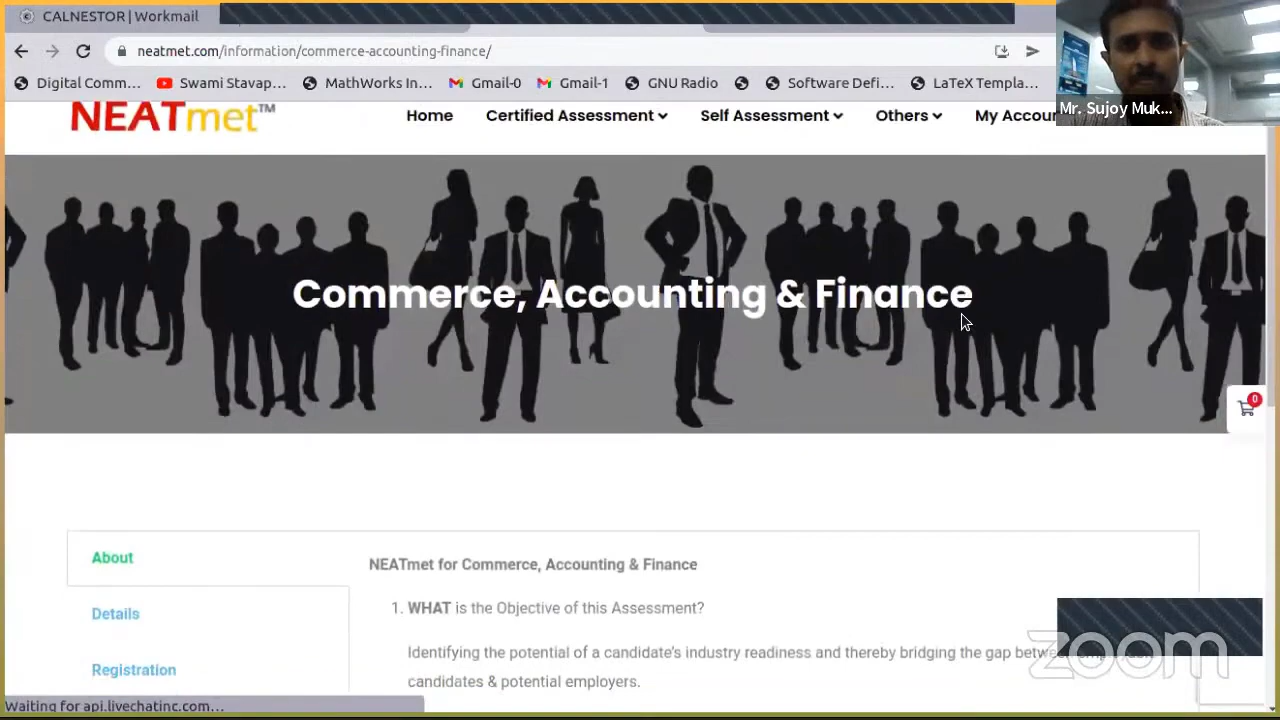 CALNESTOR | Workmail
neatmet.com/information/commerce-accounting-finance/
Digital Comm... Swami Stavap... MathWorks In... Gmail-0 Gmail-1 GNU Radio Software Defi... LaTeX Templa...
Mr. Sujoy Muk...
NEATmet™ Home Certified Assessment Self Assessment Others My Accoun
Commerce, Accounting & Finance
0
About
NEATmet for Commerce, Accounting & Finance
1. WHAT is the Objective of this Assessment?
Details
Identifying the potential of a candidate's industry readiness and thereby bridging the gap between
candidates & potential employers.
Registration
zoom
Waiting for api.livechatinc.com...